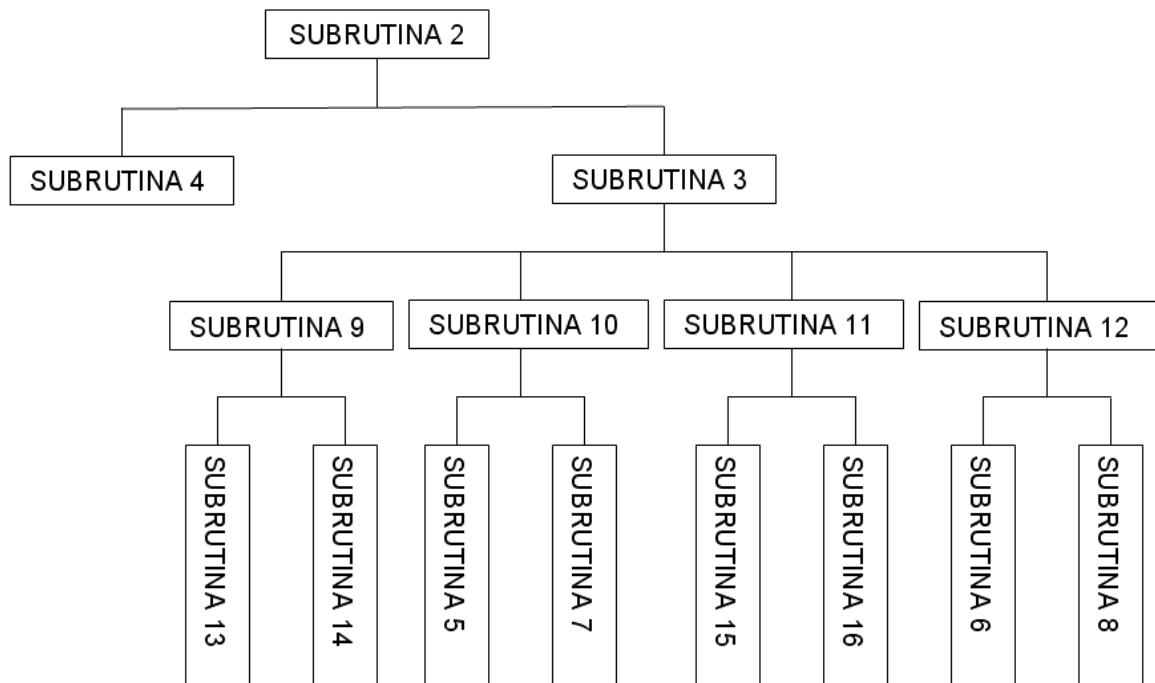 SUBRUTINA 2
SUBRUTINA 4
SUBRUTINA 3
SUBRUTINA 9
SUBRUTINA 10
SUBRUTINA 11
SUBRUTINA 12
SUBRUTINA 13
SUBRUTINA 14
SUBRUTINA 5
SUBRUTINA 7
SUBRUTINA 15
SUBRUTINA 16
SUBRUTINA 6
SUBRUTINA 8